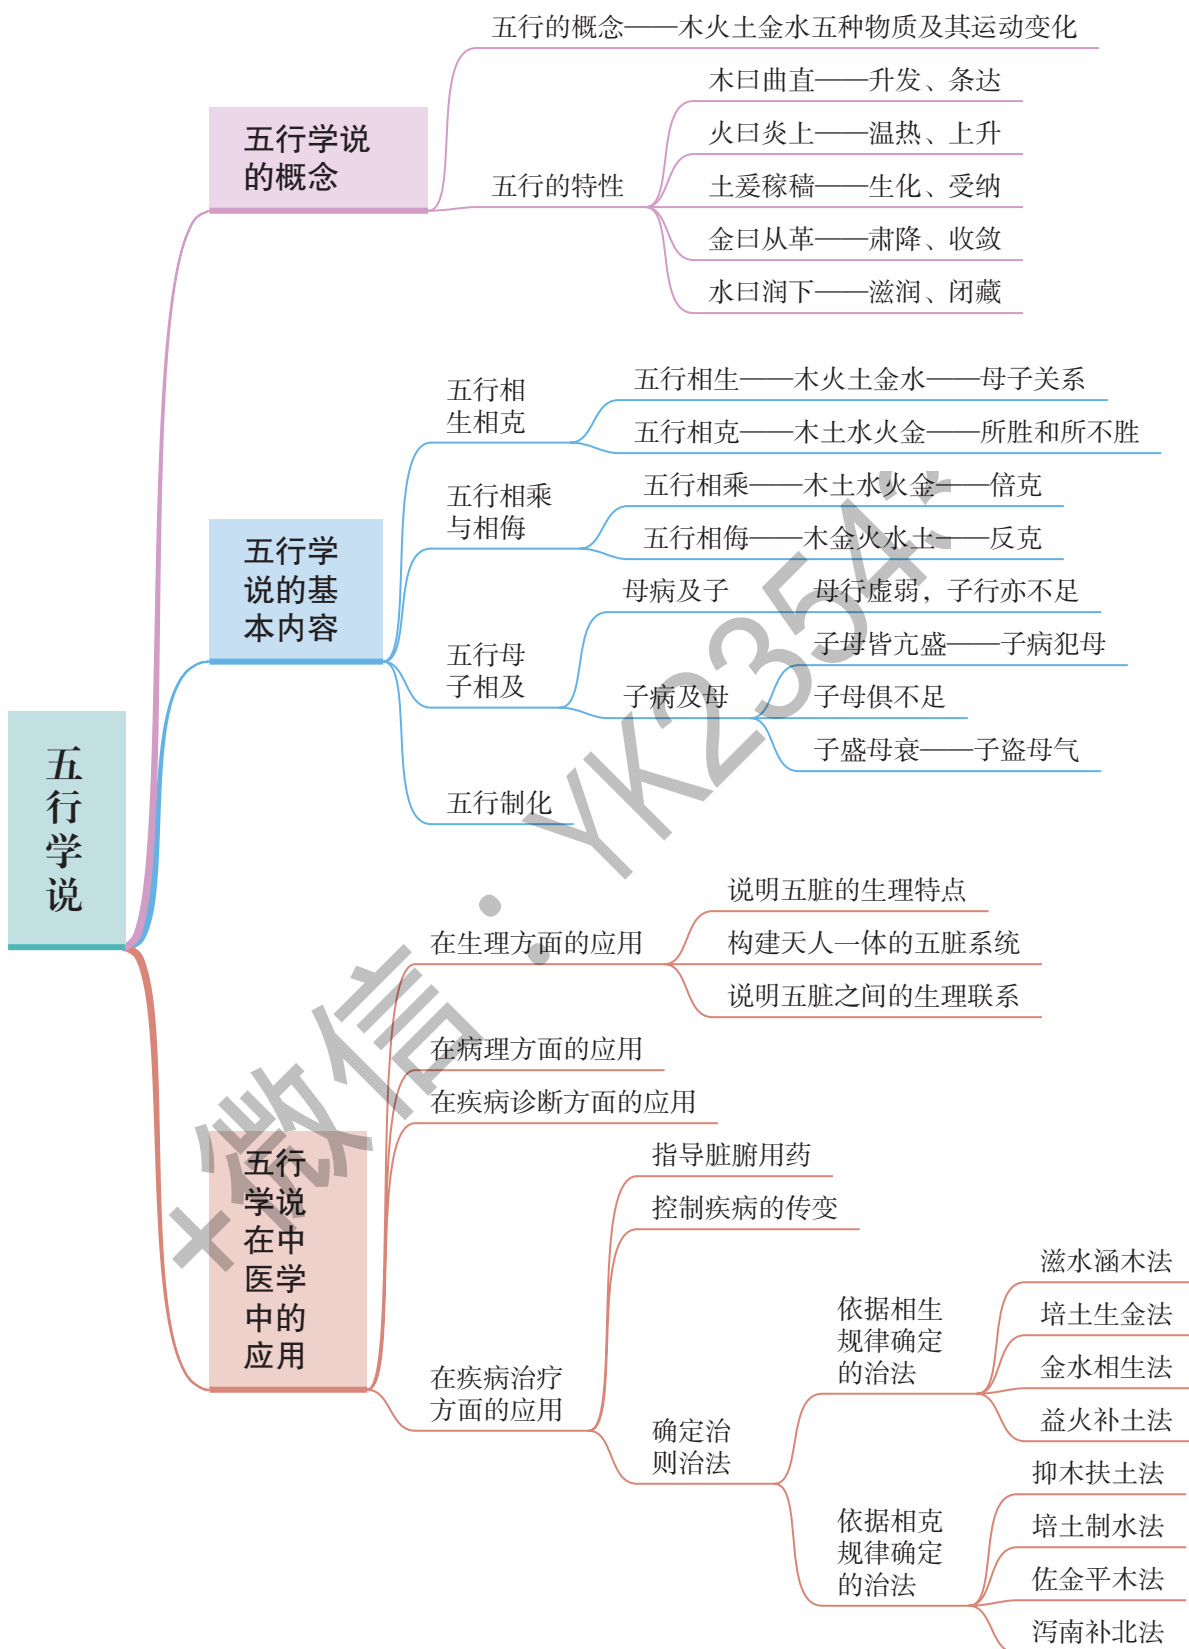 五行学说
五行学说
的概念
五行的概念——木火土金水五种物质及其运动变化
五行的特性
木曰曲直——升发、条达
火曰炎上——温热、上升
土爰稼穑——生化、受纳
金曰从革——肃降、收敛
水曰润下——滋润、闭藏
五行学
说的基
本内容
五行相
生相克
五行相生——木火土金水——母子关系
五行相克——木土水火金——所胜和所不胜
五行相乘
与相侮
五行相乘——木土水火金——倍克
五行相侮——木金火水土——反克
五行母
子相及
母病及子
母行虚弱，子行亦不足
子病及母
子母皆亢盛——子病犯母
子母俱不足
子盛母衰——子盗母气
五行制化
五行
学说
在中
医学
中的
应用
在生理方面的应用
说明五脏的生理特点
构建天人一体的五脏系统
说明五脏之间的生理联系
在病理方面的应用
在疾病诊断方面的应用
在疾病治疗
方面的应用
指导脏腑用药
控制疾病的传变
确定治
则治法
依据相生
规律确定
的治法
滋水涵木法
培土生金法
金水相生法
益火补土法
依据相克
规律确定
的治法
抑木扶土法
培土制水法
佐金平木法
泻南补北法
+微信：YK2354